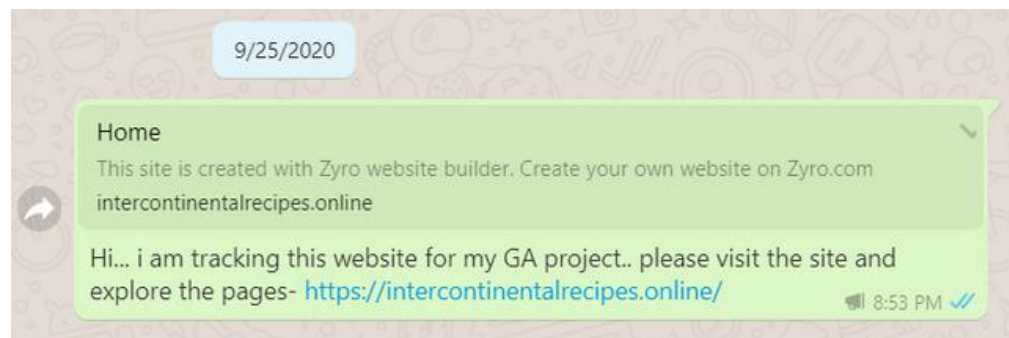 9/25/2020
Home
This site is created with Zyro website builder. Create your own website on Zyro.com
intercontinentalrecipes.online
Hi... i am tracking this website for my GA project.. please visit the site and
explore the pages- https://intercontinentalrecipes.online/
8:53 PM